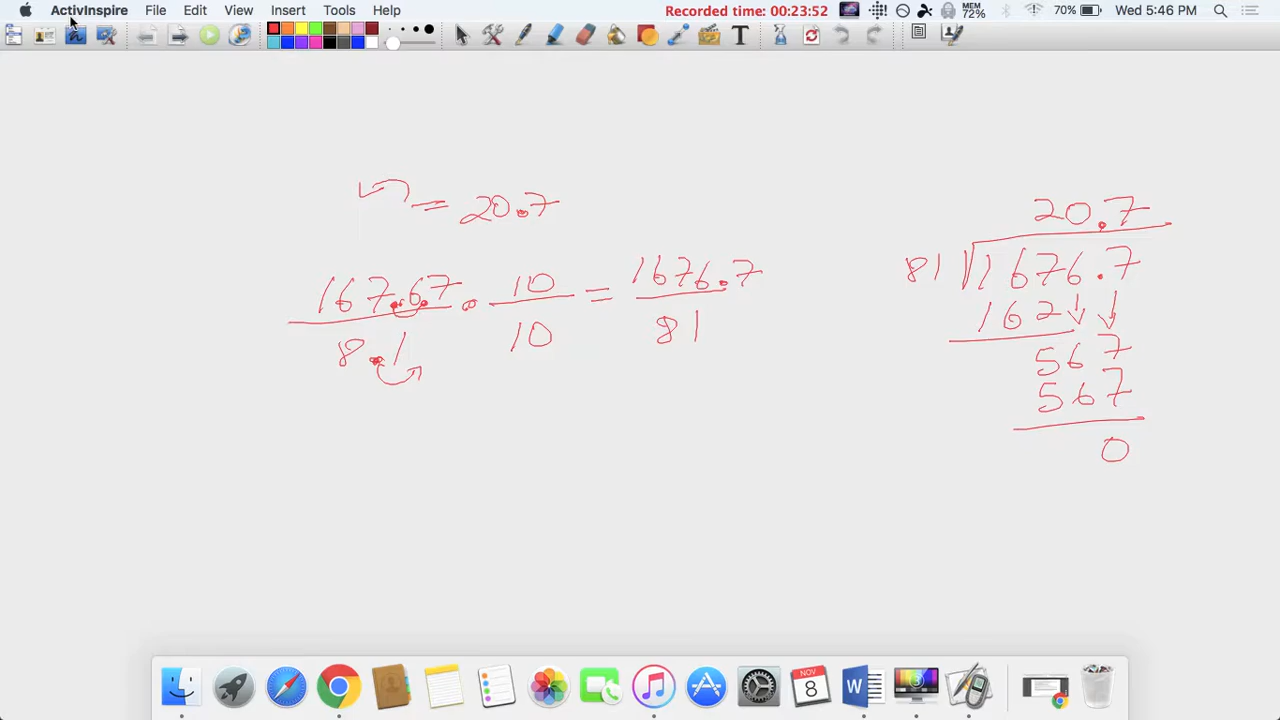 ActivInspire File Edit View Insert Tools Help Recorded time: 00:23:52 MEM 72% 70% Wed 5:46 PM
= 20.7
167.67 . 10 = 1676.7
8.1 10 81
20.7
81 1676.7
162
567
567
0
NOV
8
W